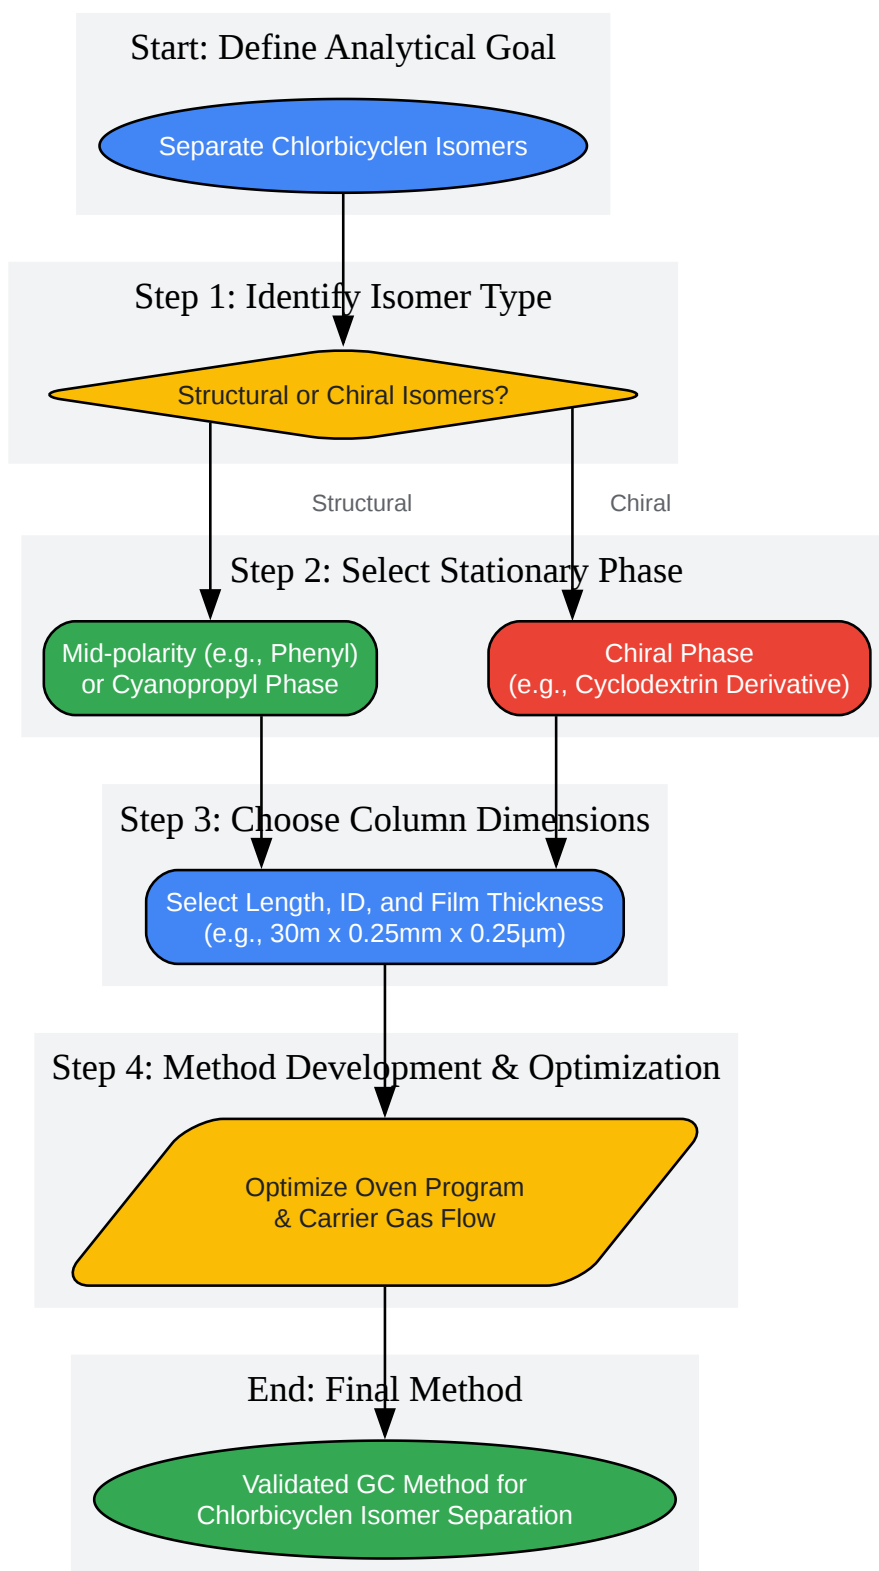 Start: Define Analytical Goal
Separate Chlorbicyclen Isomers
Step 1: Identify Isomer Type
Structural or Chiral Isomers?
Structural
Chiral
Step 2: Select Stationary Phase
Mid-polarity (e.g., Phenyl)
or Cyanopropyl Phase
Chiral Phase
(e.g., Cyclodextrin Derivative)
Step 3: Choose Column Dimensions
Select Length, ID, and Film Thickness
(e.g., 30m x 0.25mm x 0.25µm)
Step 4: Method Development & Optimization
Optimize Oven Program
& Carrier Gas Flow
End: Final Method
Validated GC Method for
Chlorbicyclen Isomer Separation